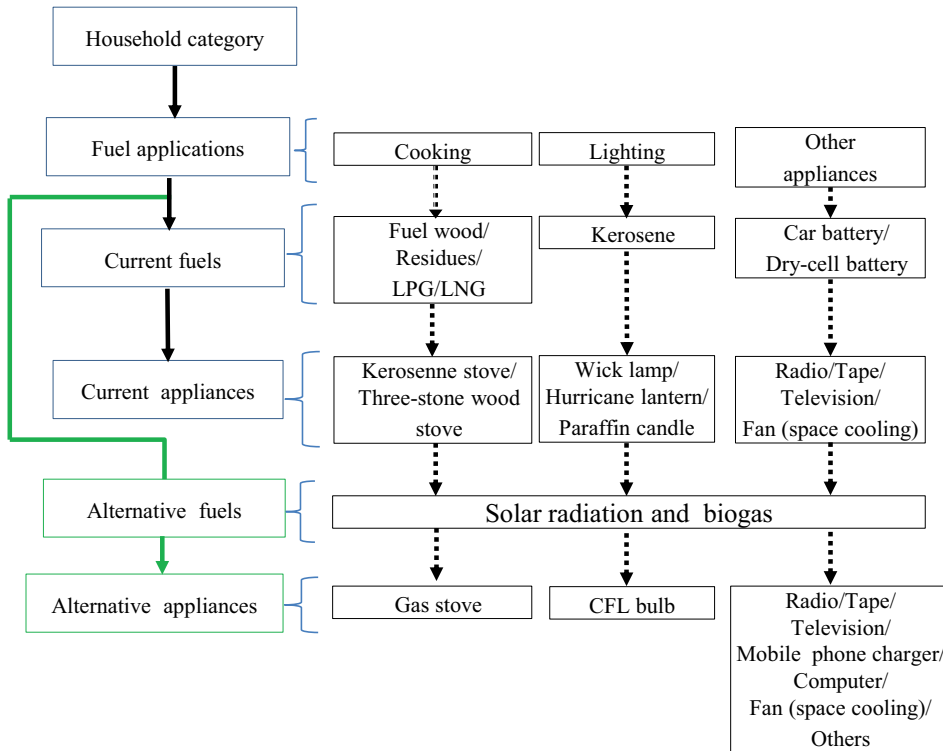 Household category
Fuel applications
Cooking
Lighting
Other
appliances
Current fuels
Fuel wood/
Residues/
LPG/LNG
Kerosene
Car battery/
Dry-cell battery
Current appliances
Kerosenne stove/
Three-stone wood
stove
Wick lamp/
Hurricane lantern/
Paraffin candle
Radio/Tape/
Television/
Fan (space cooling)
Alternative fuels
Solar radiation and biogas
Alternative appliances
Gas stove
CFL bulb
Radio/Tape/
Television/
Mobile phone charger/
Computer/
Fan (space cooling)/
Others